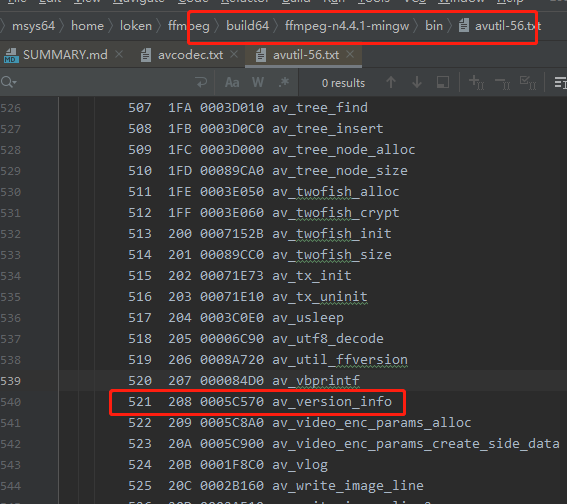 msys64 home loken ffmpeg build64 ffmpeg-n4.4.1-mingw bin avutil-56.txt
SUMMARY.md avcodec.txt avutil-56.txt
Aa W .* 0 results
526 507 1FA 0003D010 av_tree_find
527 508 1FB 0003D0C0 av_tree_insert
528 509 1FC 0003D000 av_tree_node_alloc
529 510 1FD 00089CA0 av_tree_node_size
530 511 1FE 0003E050 av_twofish_alloc
531 512 1FF 0003E060 av_twofish_crypt
532 513 200 0007152B av_twofish_init
533 514 201 00089CC0 av_twofish_size
534 515 202 00071E73 av_tx_init
535 516 203 00071E10 av_tx_uninit
536 517 204 0003C0E0 av_usleep
537 518 205 00006C90 av_utf8_decode
538 519 206 0008A720 av_util_ffversion
539 520 207 000084D0 av_vbprintf
540 521 208 0005C570 av_version_info
541 522 209 0005C8A0 av_video_enc_params_alloc
542 523 20A 0005C900 av_video_enc_params_create_side_data
543 524 20B 0001F8C0 av_vlog
544 525 20C 0002B160 av_write_image_line